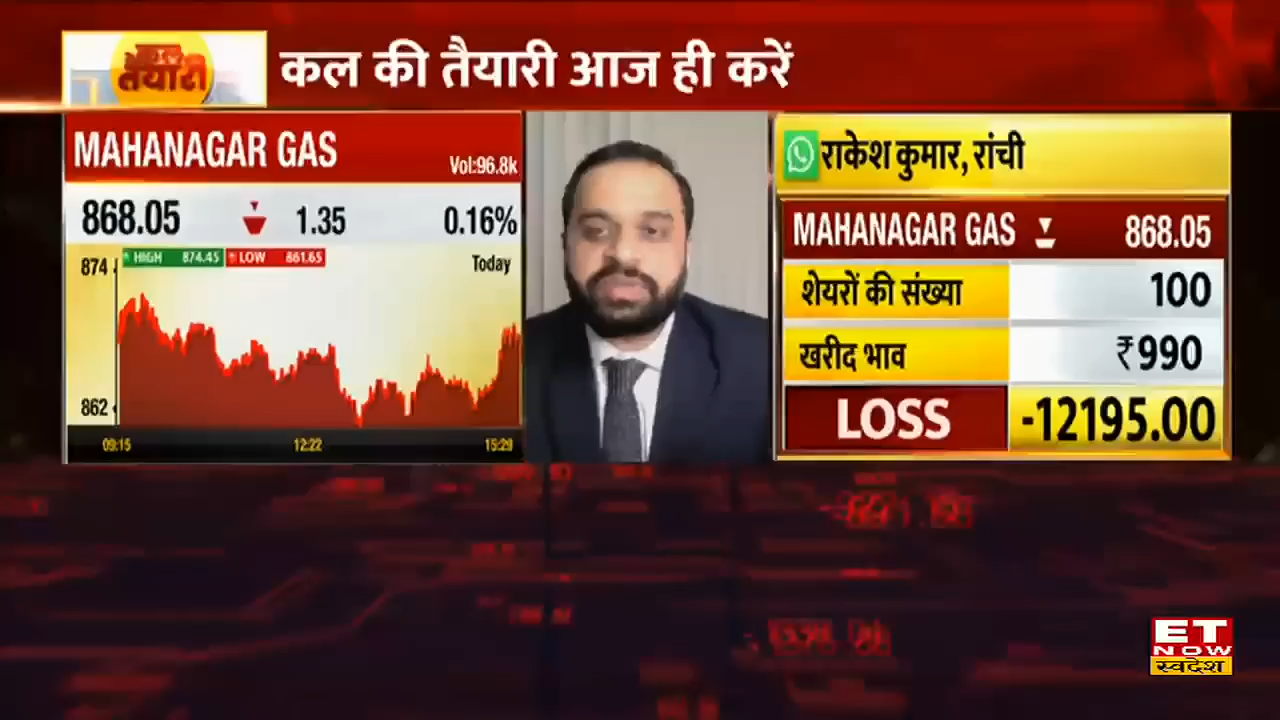 तैयारी
कल की तैयारी आज ही करें
MAHANAGAR GAS
Vol:96.8k
868.05 1.35 0.16%
HIGH 874.45 LOW 861.65
Today
874
862
09:15 12:22 15:29
राकेश कुमार, रांची
MAHANAGAR GAS 868.05
शेयरों की संख्या 100
खरीद भाव ₹990
LOSS -12195.00
ET
NOW
स्वदेश